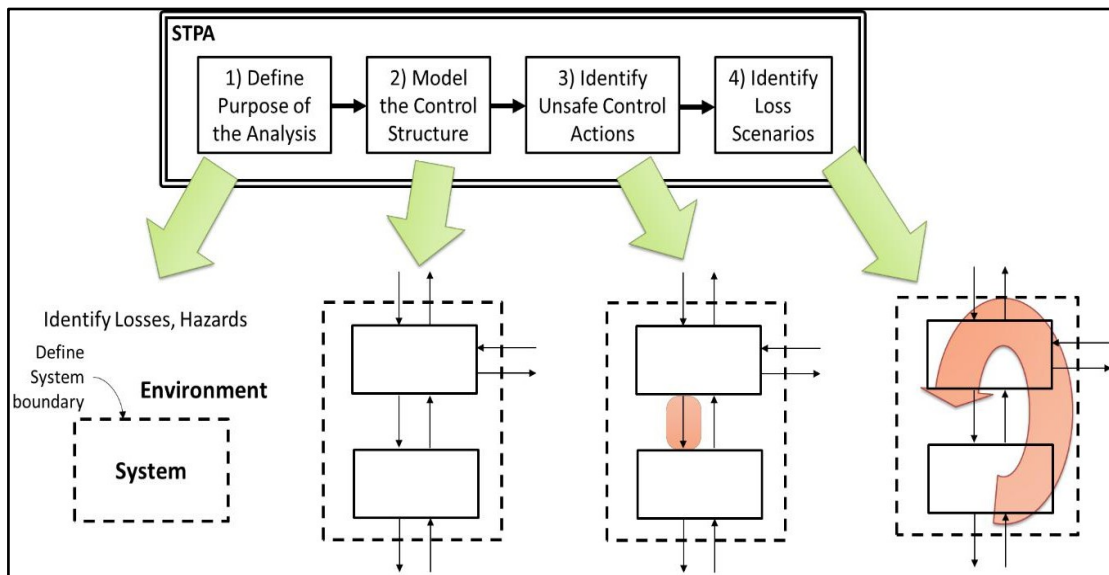 STPA
1) Define
Purpose of
the Analysis
2) Model
the Control
Structure
3) Identify
Unsafe Control
Actions
4) Identify
Loss
Scenarios
Identify Losses, Hazards
Define
System
boundary
Environment
System